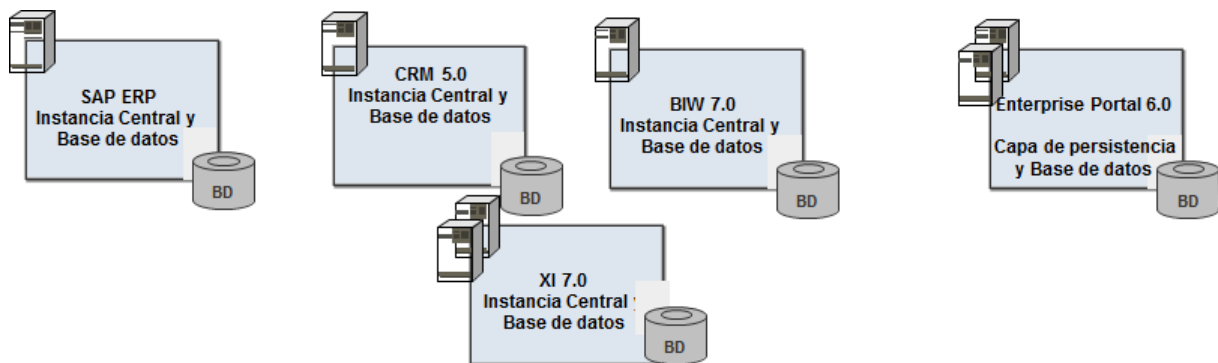 SAP ERP
Instancia Central y
Base de datos
BD
CRM 5.0
Instancia Central y
Base de datos
BD
BIW 7.0
Instancia Central y
Base de datos
BD
Enterprise Portal 6.0
Capa de persistencia
y Base de datos
BD
XI 7.0
Instancia Central y
Base de datos
BD